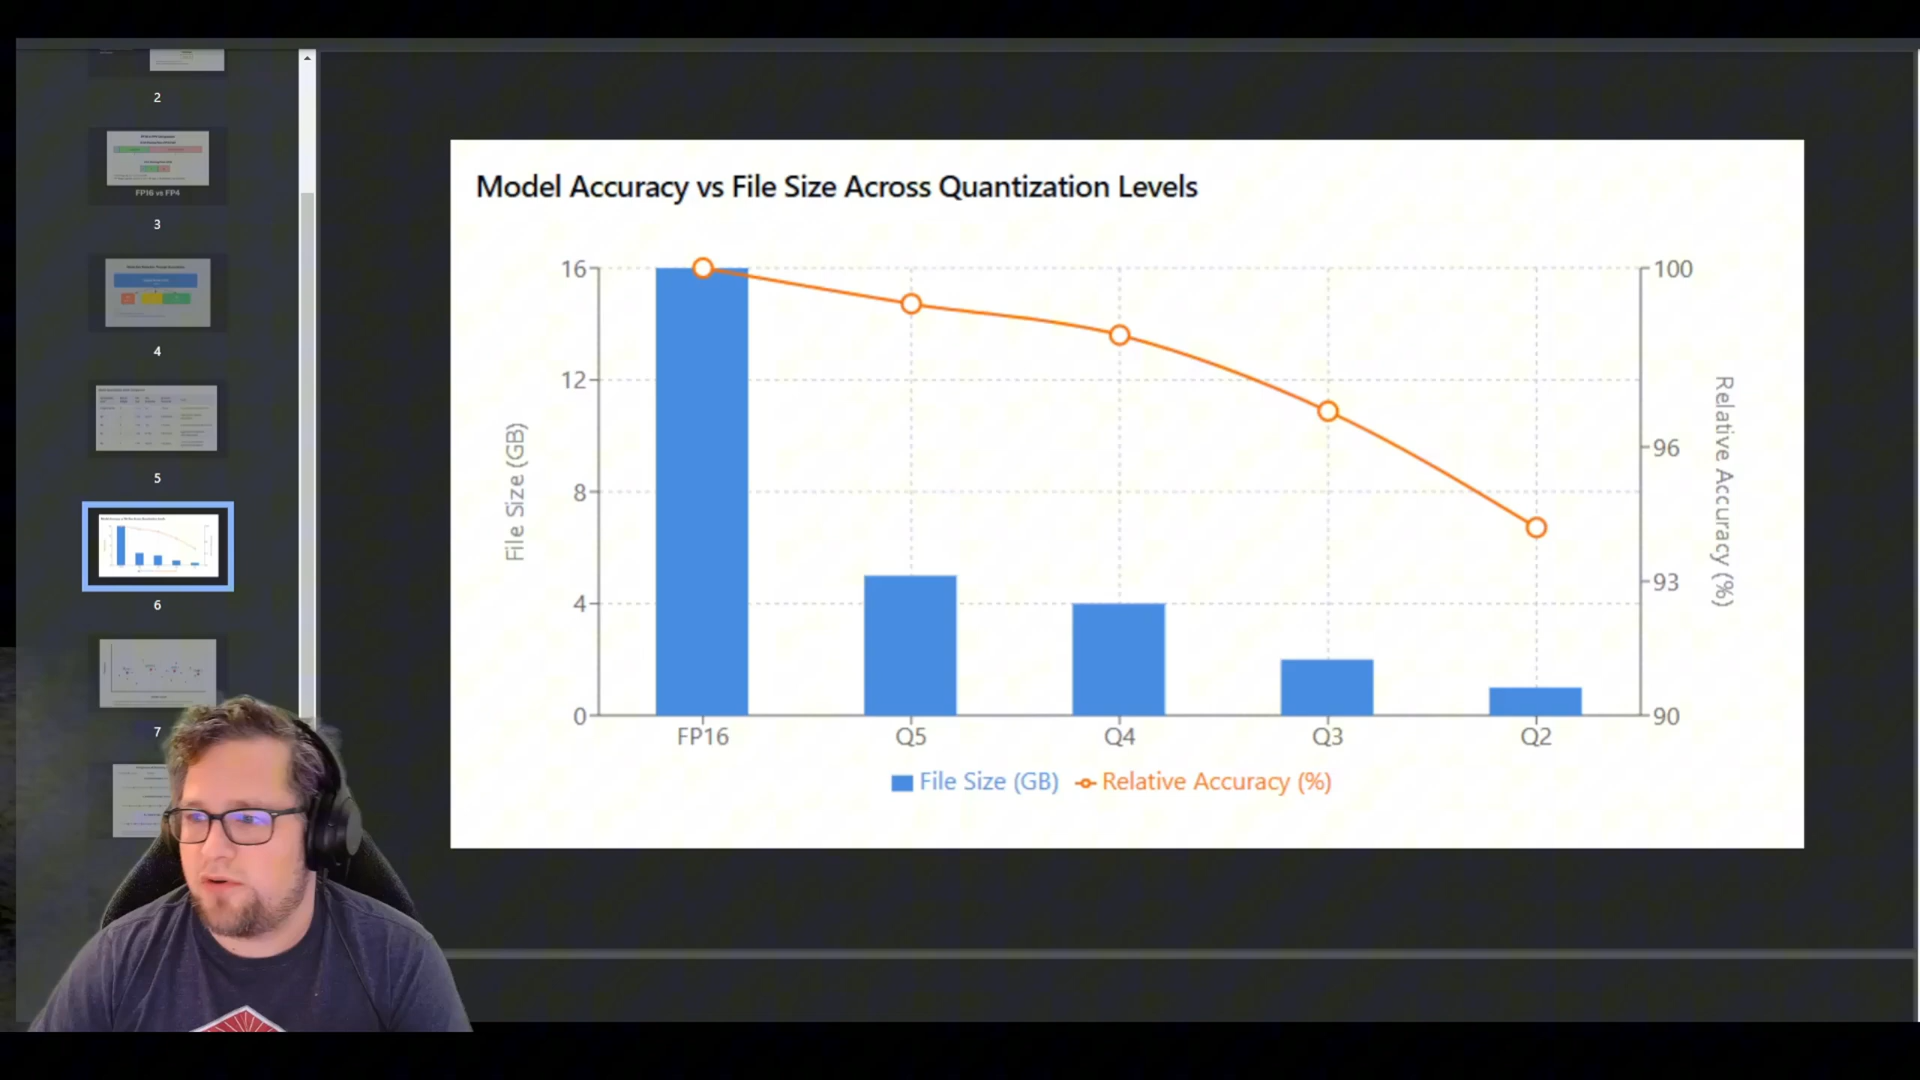 2
FP16 vs FP4
3
4
5
6
7
Model Accuracy vs File Size Across Quantization Levels
16
12
8
4
0
File Size (GB)
100
96
93
90
Relative Accuracy (%)
FP16 Q5 Q4 Q3 Q2
File Size (GB) Relative Accuracy (%)